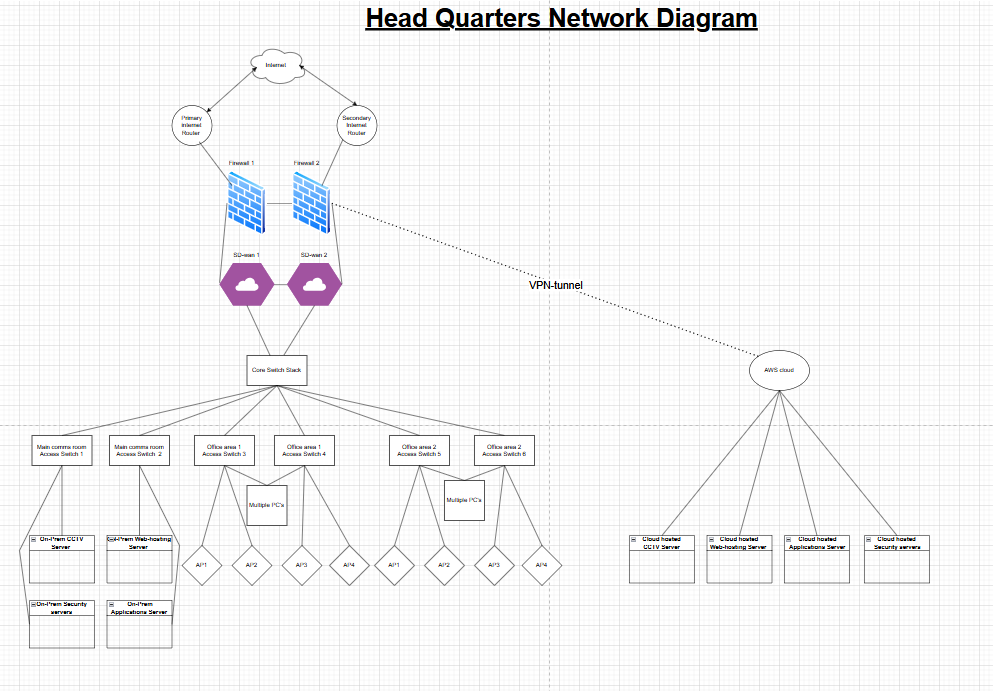 Head Quarters Network Diagram
Internet
Primary
Internet
Router
Secondary
Internet
Router
Firewall 1
Firewall 2
SD-wan 1
SD-wan 2
VPN-tunnel
Core Switch Stack
AWS cloud
Main comms room
Access Switch 1
Main comms room
Access Switch 2
Office area 1
Access Switch 3
Office area 1
Access Switch 4
Office area 2
Access Switch 5
Office area 2
Access Switch 6
Multiple PC's
Multiple PC's
On-Prem CCTV
Server
On-Prem Web-hosting
Server
AP1
AP2
AP3
AP4
AP1
AP2
AP3
AP4
Cloud hosted
CCTV Server
Cloud hosted
Web-hosting Server
Cloud hosted
Applications Server
Cloud hosted
Security servers
On-Prem Security
servers
On-Prem
Applications Server